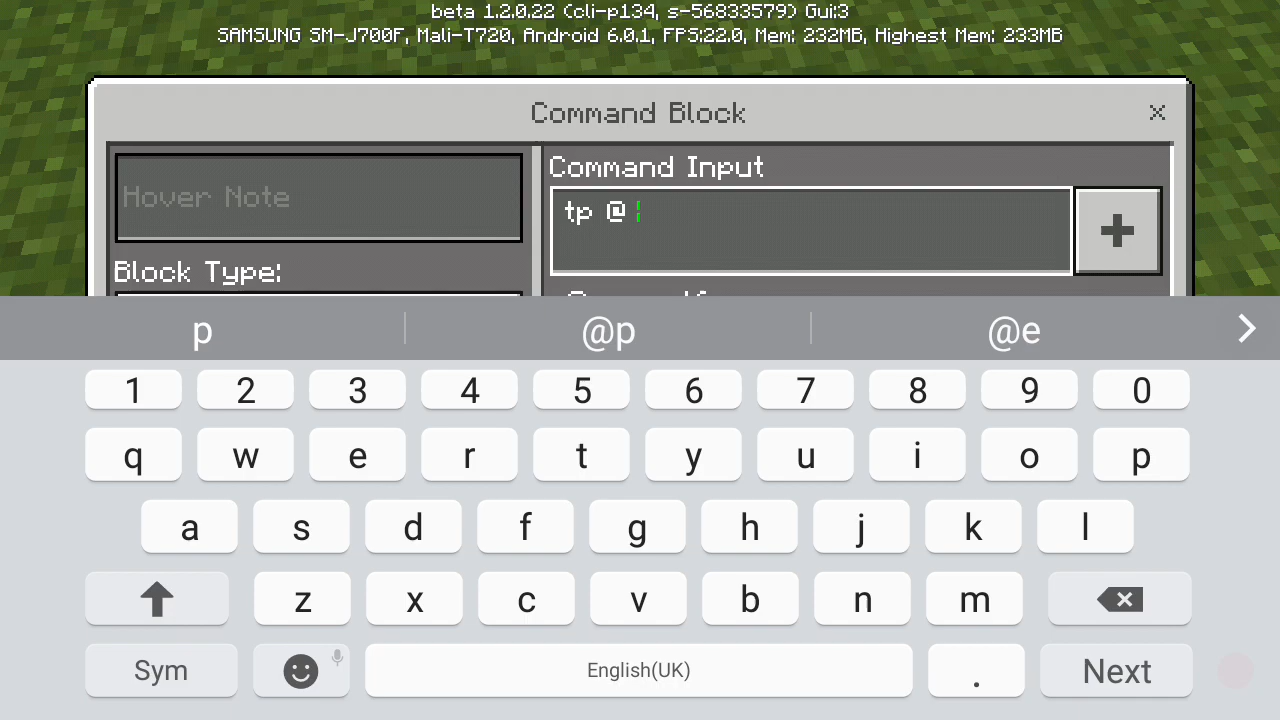 beta 1.2.0.22 (cli-p134, s-56833579) Gui:3
SAMSUNG SM-J700F, Mali-T720, Android 6.0.1, FPS:22.0, Mem: 232MB, Highest Mem: 233MB
Command Block
Hover Note
Command Input
tp @
Block Type:
p @p @e
1 2 3 4 5 6 7 8 9 0
q w e r t y u i o p
a s d f g h j k l
z x c v b n m
Sym English(UK) . Next